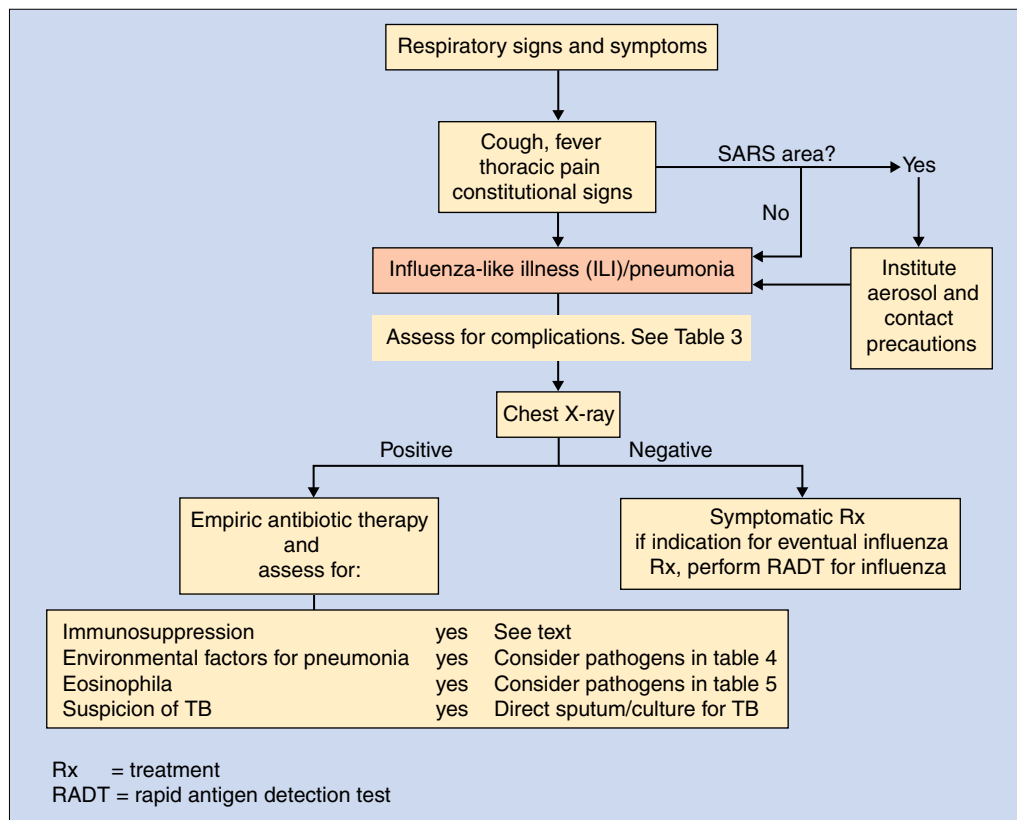 Respiratory signs and symptoms
Cough, fever
thoracic pain
constitutional signs
SARS area?
Yes
No
Influenza-like illness (ILI)/pneumonia
Institute
aerosol and
contact
precautions
Assess for complications. See Table 3
Chest X-ray
Positive
Negative
Empiric antibiotic therapy
and
assess for:
Symptomatic Rx
if indication for eventual influenza
Rx, perform RADT for influenza
Immunosuppression yes See text
Environmental factors for pneumonia yes Consider pathogens in table 4
Eosinophila yes Consider pathogens in table 5
Suspicion of TB yes Direct sputum/culture for TB
Rx = treatment
RADT = rapid antigen detection test